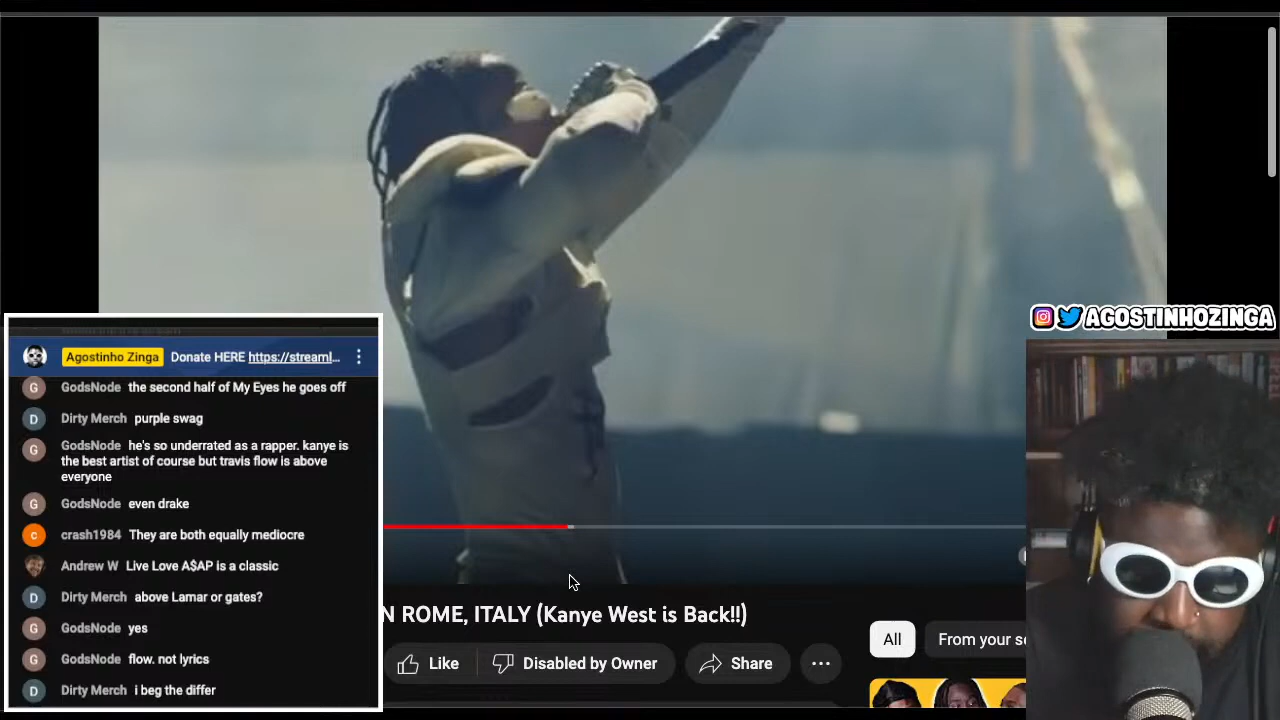 AGOSTINHOZINGA
Agostinho Zinga Donate HERE https://streaml...
GodsNode the second half of My Eyes he goes off
Dirty Merch purple swag
GodsNode he's so underrated as a rapper. kanye is
the best artist of course but travis flow is above
everyone
GodsNode even drake
crash1984 They are both equally mediocre
Andrew W Live Love A$AP is a classic
Dirty Merch above Lamar or gates?
GodsNode yes
GodsNode flow. not lyrics
Dirty Merch i beg the differ
N ROME, ITALY (Kanye West is Back!!)
Like
Disabled by Owner
Share
All
From your se